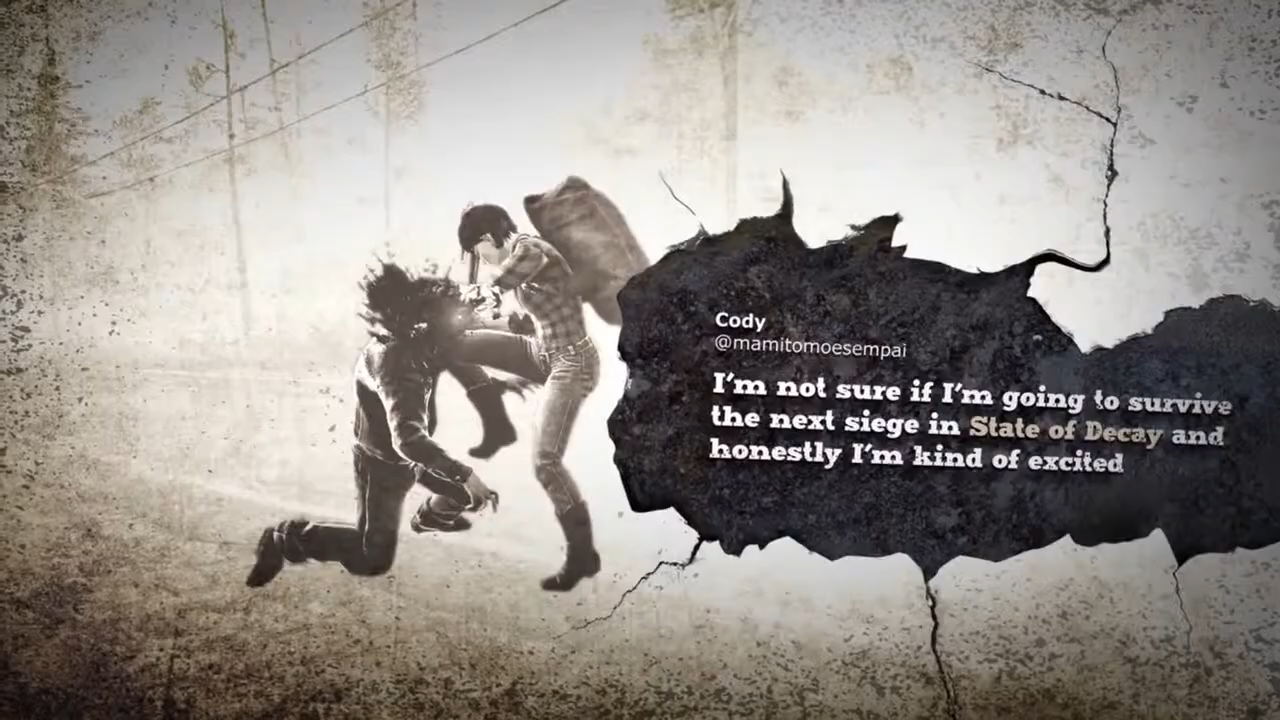 Cody
@mamitomoesempai
I'm not sure if I'm going to survive
the next siege in State of Decay and
honestly I'm kind of excited